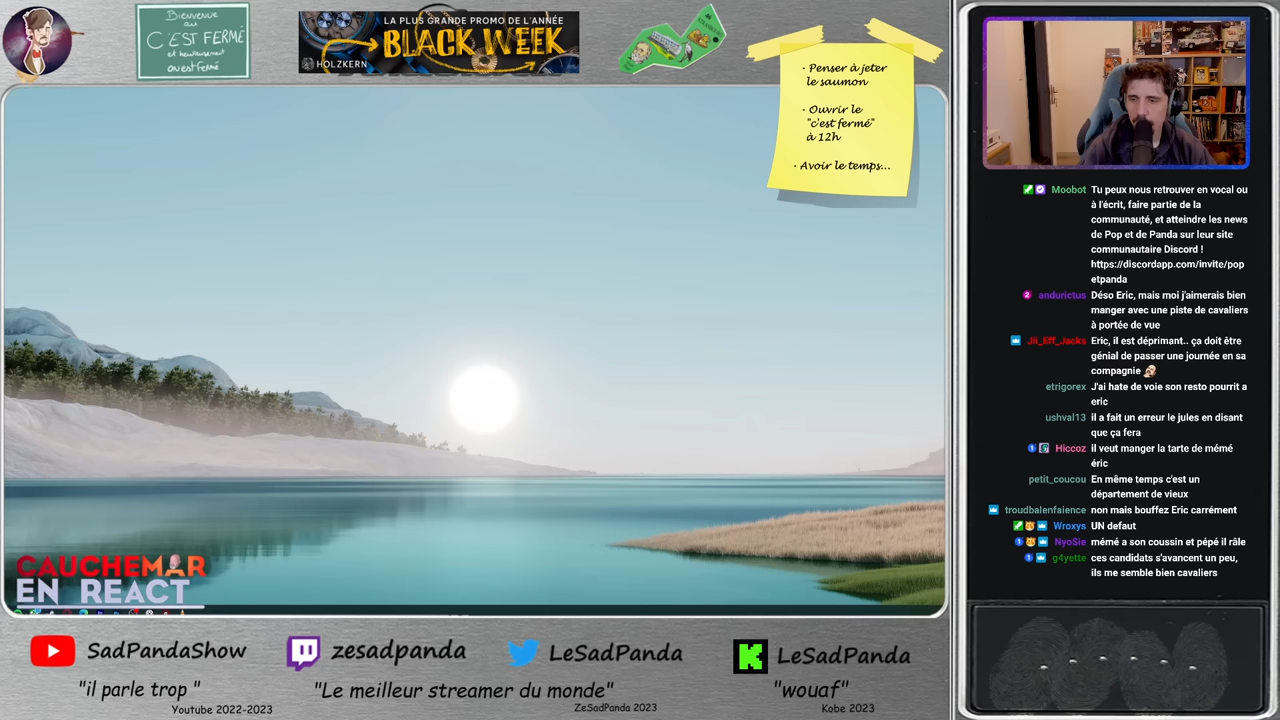 Bienvenue
au
C'EST FERMÉ
et heureusement
on est fermé
LA PLUS GRANDE PROMO DE L'ANNÉE
BLACK WEEK
HOLZKERN
· Penser à jeter
le saumon
· Ouvrir le
"c'est fermé"
à 12h
· Avoir le temps...
CAUCHEMAR
EN REACT
SadPandaShow
"il parle trop "
Youtube 2022-2023
zesadpanda
"Le meilleur streamer du monde"
ZeSadPanda 2023
LeSadPanda
LeSadPanda
"wouaf"
Kobe 2023
Moobot Tu peux nous retrouver en vocal ou
à l'écrit, faire partie de la
communauté, et atteindre les news
de Pop et de Panda sur leur site
communautaire Discord !
https://discordapp.com/invite/pop
etpanda
andurictus Déso Eric, mais moi j'aimerais bien
manger avec une piste de cavaliers
à portée de vue
Jii_Eff_Jacks Eric, il est déprimant.. ça doit être
génial de passer une journée en sa
compagnie
etrigorex J'ai hate de voie son resto pourrit a
eric
ushval13 il a fait un erreur le jules en disant
que ça fera
Hiccoz il veut manger la tarte de mémé
éric
petit_coucou En même temps c'est un
département de vieux
troudbalenfaience non mais bouffez Eric carrément
Wroxys UN defaut
NyoSie mémé a son coussin et pépé il râle
g4yette ces candidats s'avancent un peu,
ils me semble bien cavaliers